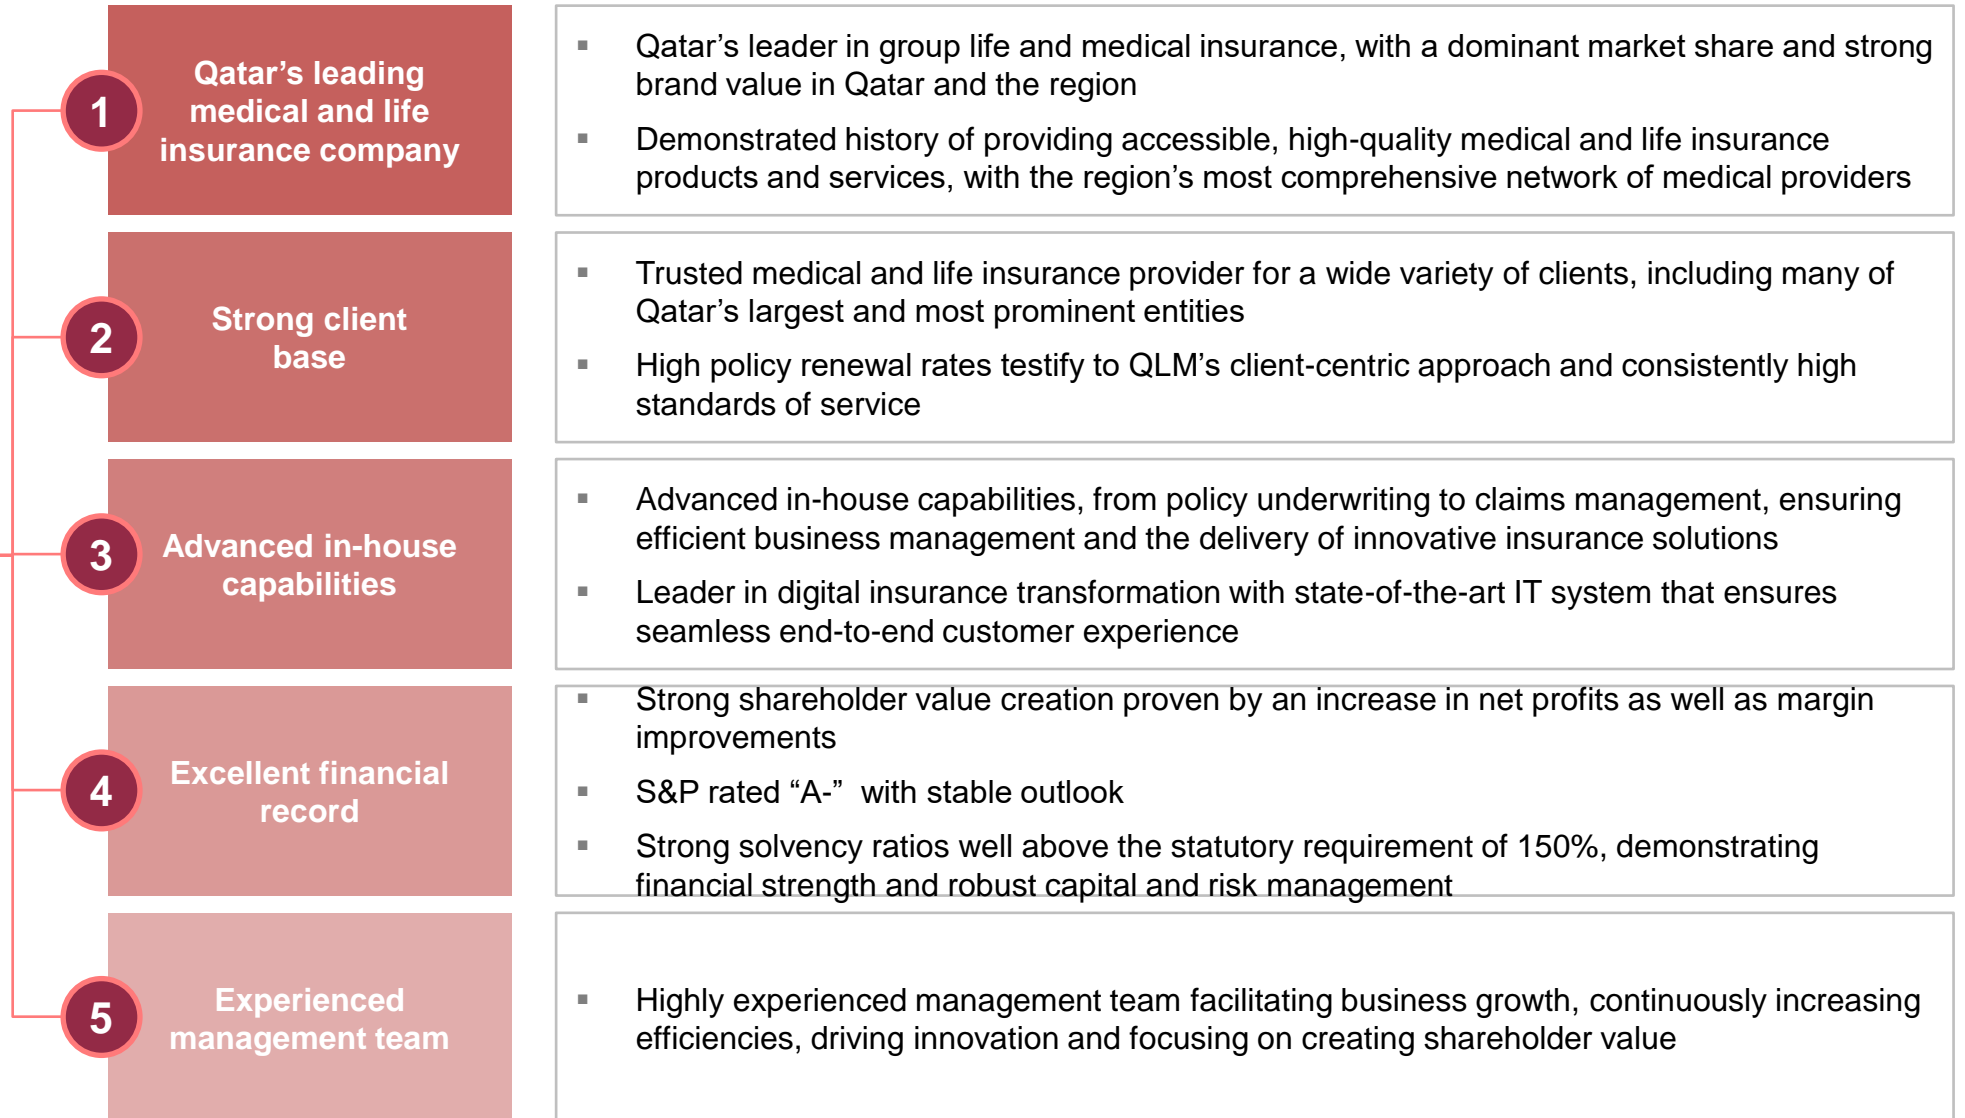 1
Qatar’s leading
medical and life
insurance company
▪ Qatar’s leader in group life and medical insurance, with a dominant market share and strong
brand value in Qatar and the region
▪ Demonstrated history of providing accessible, high-quality medical and life insurance
products and services, with the region’s most comprehensive network of medical providers
2
Strong client
base
▪ Trusted medical and life insurance provider for a wide variety of clients, including many of
Qatar’s largest and most prominent entities
▪ High policy renewal rates testify to QLM’s client-centric approach and consistently high
standards of service
3
Advanced in-house
capabilities
▪ Advanced in-house capabilities, from policy underwriting to claims management, ensuring
efficient business management and the delivery of innovative insurance solutions
▪ Leader in digital insurance transformation with state-of-the-art IT system that ensures
seamless end-to-end customer experience
4
Excellent financial
record
▪ Strong shareholder value creation proven by an increase in net profits as well as margin
improvements
▪ S&P rated “A-”  with stable outlook
▪ Strong solvency ratios well above the statutory requirement of 150%, demonstrating
financial strength and robust capital and risk management
5
Experienced
management team
▪ Highly experienced management team facilitating business growth, continuously increasing
efficiencies, driving innovation and focusing on creating shareholder value